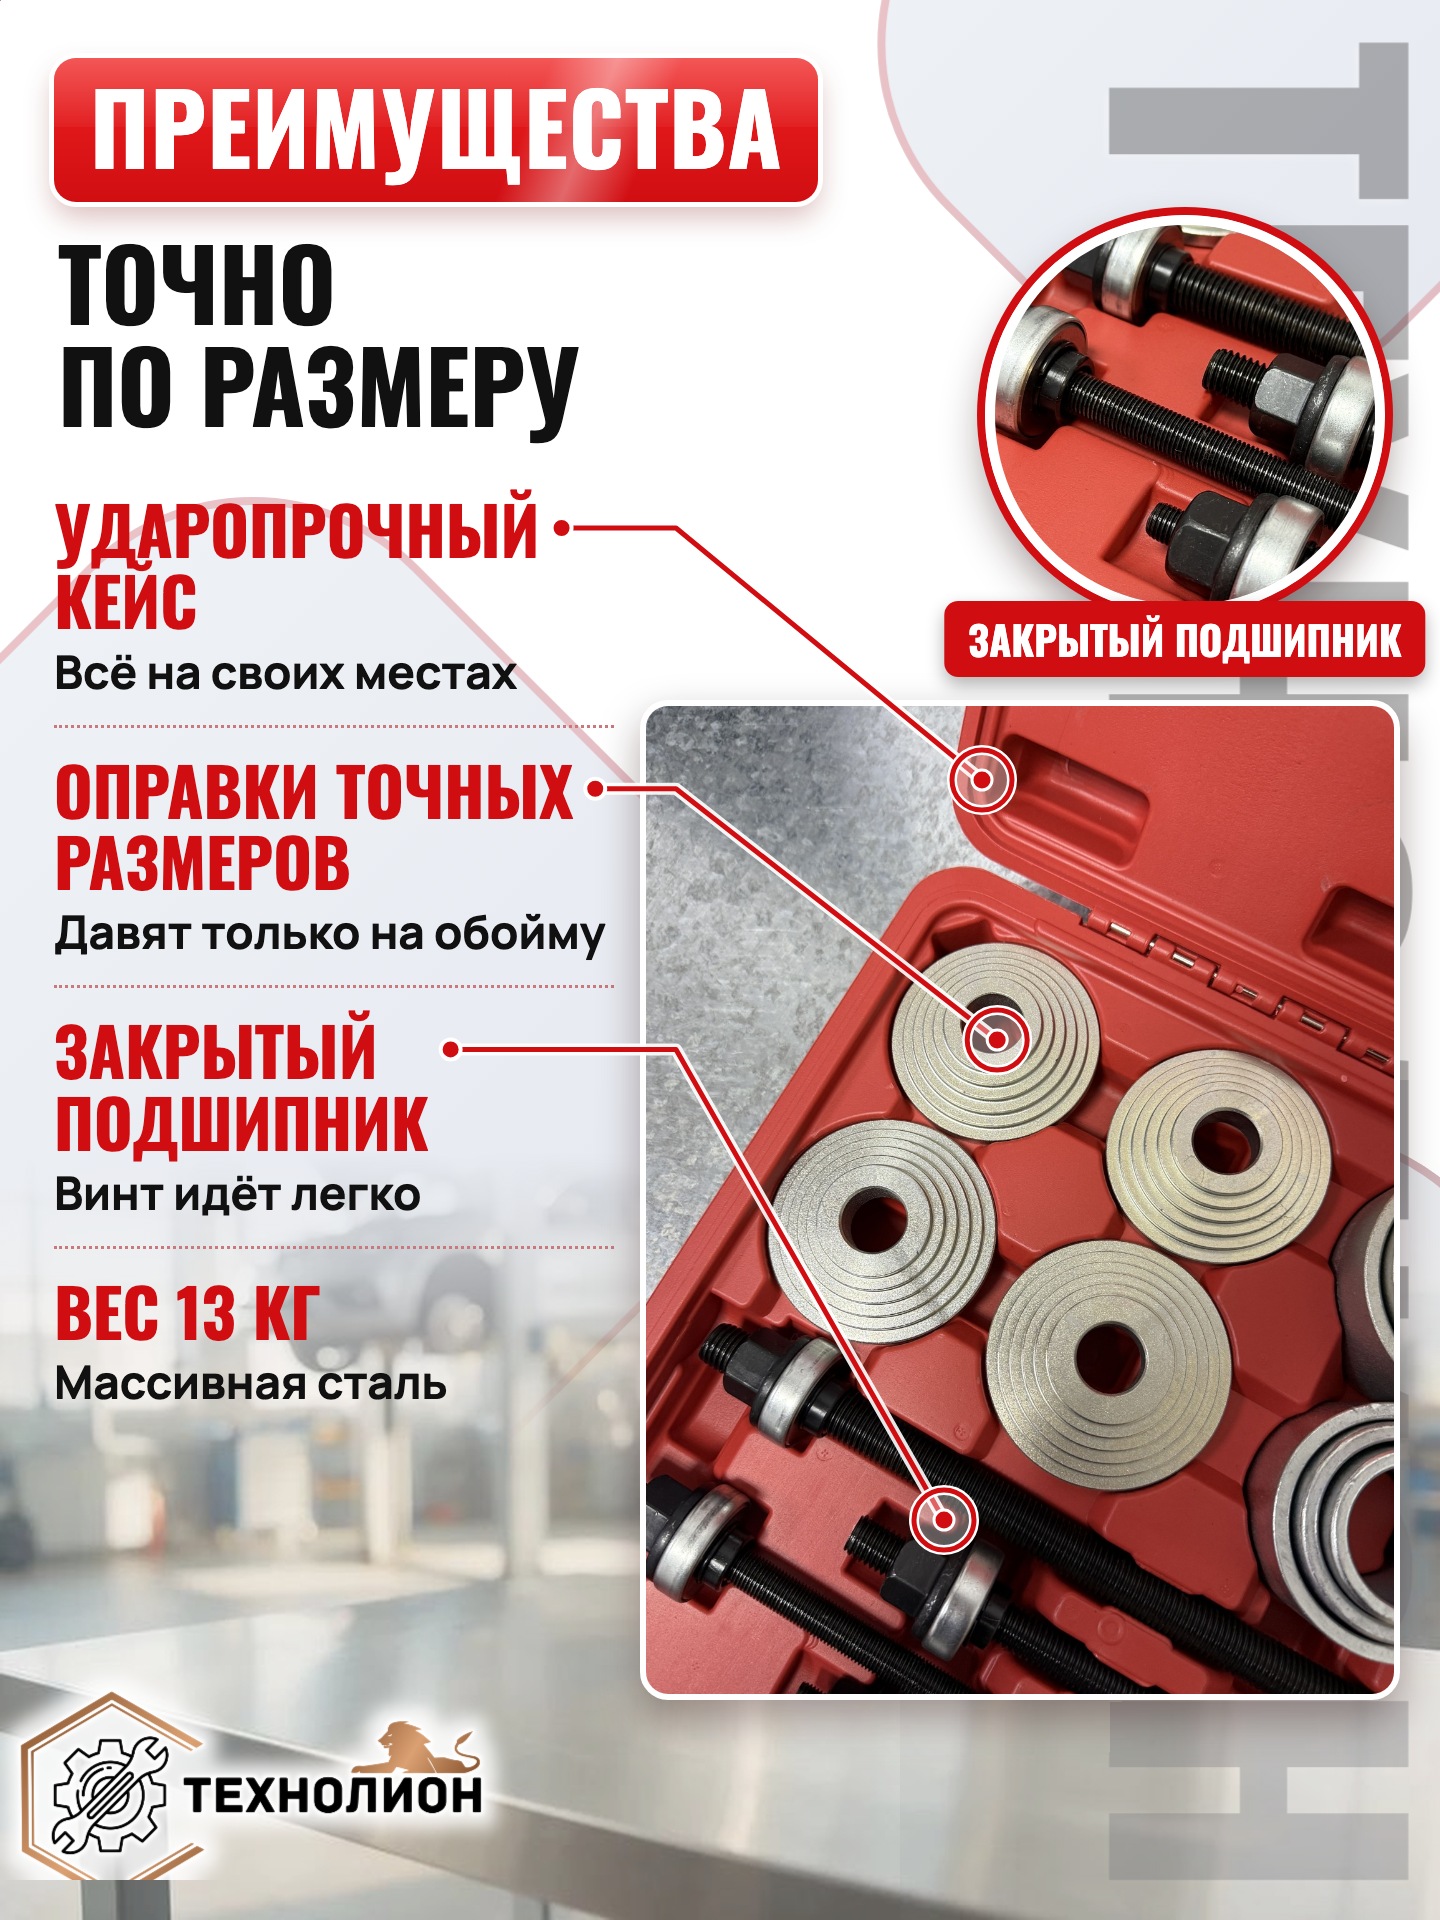 ПРЕИМУЩЕСТВА
ТОЧНО
ПО РАЗМЕРУ
УДАРОПРОЧНЫЙ
КЕЙС
Всё на своих местах
ЗАКРЫТЫЙ ПОДШИПНИК
ОПРАВКИ ТОЧНЫХ
РАЗМЕРОВ
Давят только на обойму
ЗАКРЫТЫЙ
ПОДШИПНИК
Винт идёт легко
ВЕС 13 КГ
Массивная сталь
ТЕХНОЛИОН